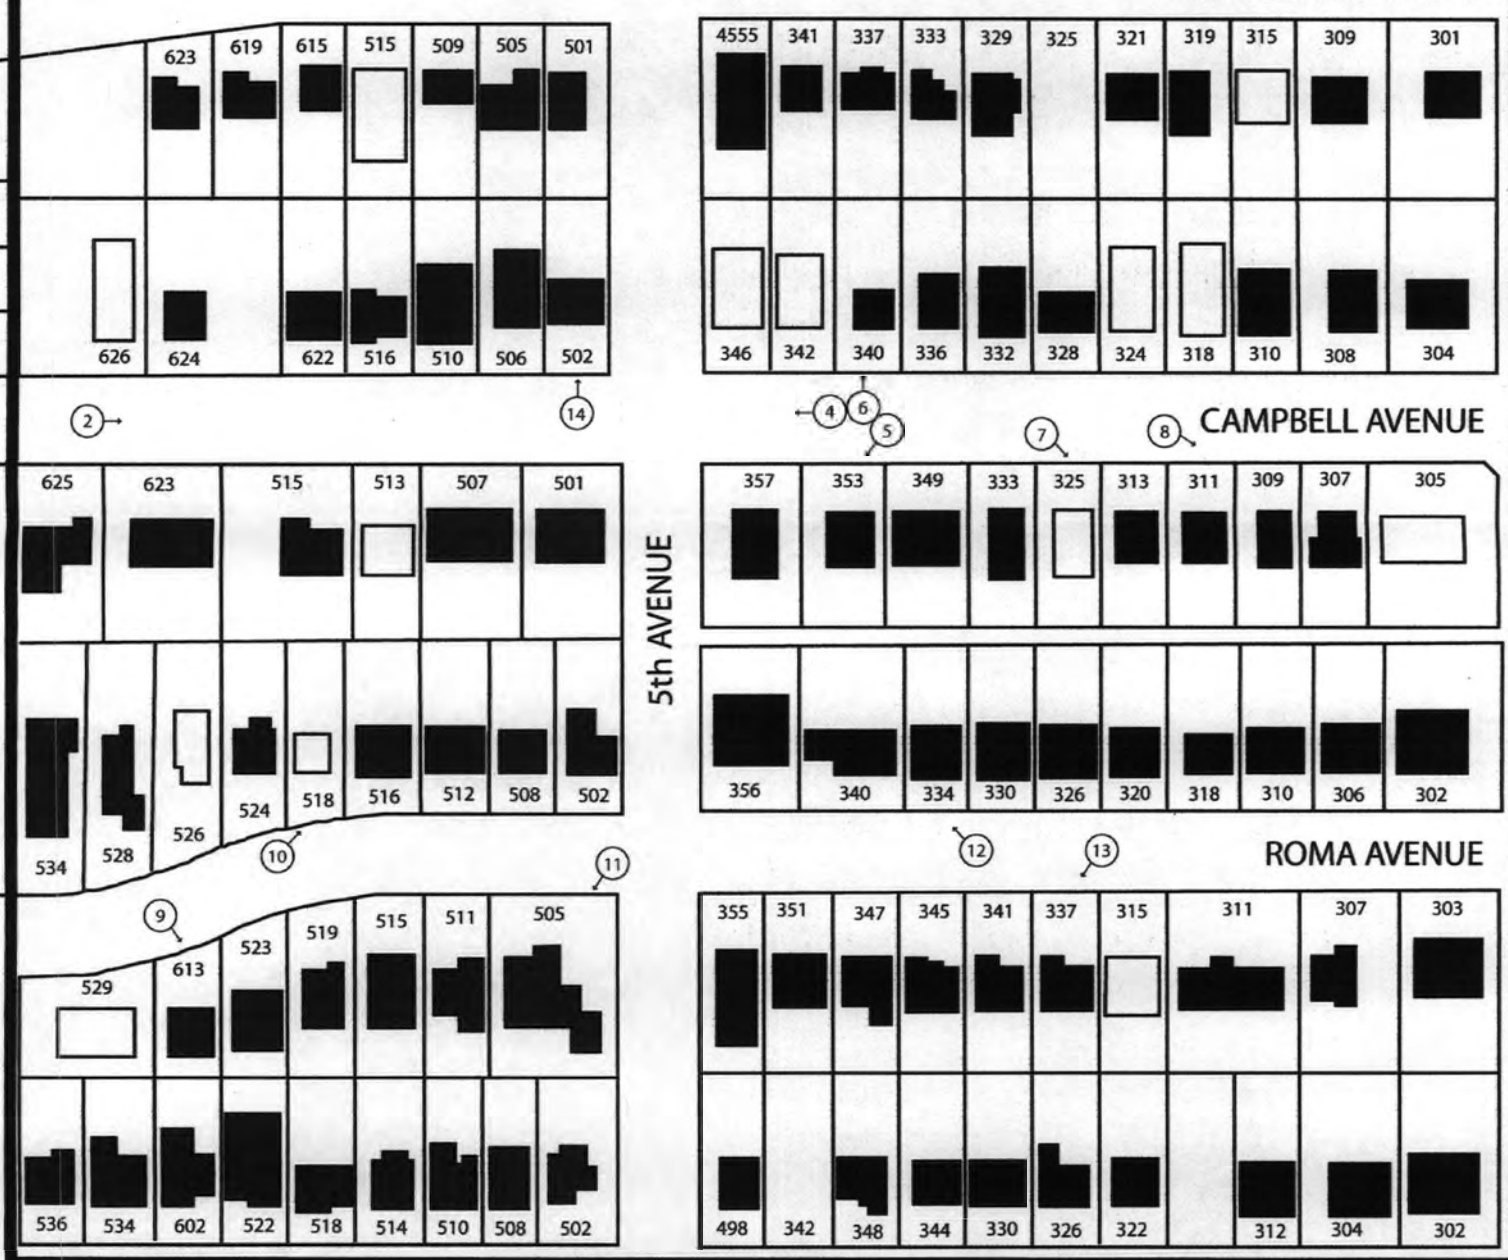 623 619 615 515 509 505 501
4555 341 337 333 329 325 321 319 315 309 301
626 624 622 516 510 506 502
346 342 340 336 332 328 324 318 310 308 304
2 14 4 6 5 7 8
CAMPBELL AVENUE
625 623 515 513 507 501
357 353 349 333 325 313 311 309 307 305
5th AVENUE
534 528 526 524 518 516 512 508 502
356 340 334 330 326 320 318 310 306 302
10 11 12 13
ROMA AVENUE
9
529 613 523 519 515 511 505
355 351 347 345 341 337 315 311 307 303
536 534 602 522 518 514 510 508 502
498 342 348 344 330 326 322 312 304 302